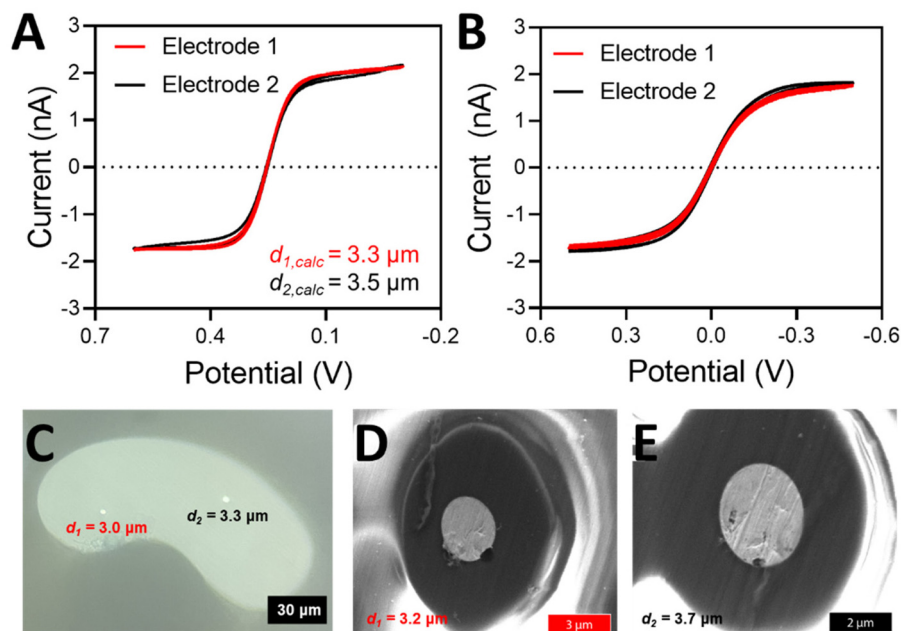 A
3
2
1
0
-1
-2
-3
Current (nA)
Electrode 1
Electrode 2
d1,calc = 3.3 µm
d2,calc = 3.5 µm
0.7
0.4
0.1
-0.2
Potential (V)
B
3
2
1
0
-1
-2
-3
Current (nA)
Electrode 1
Electrode 2
0.6
0.3
0.0
-0.3
-0.6
Potential (V)
C
d1 = 3.0 µm
d2 = 3.3 µm
30 µm
D
d1 = 3.2 µm
3 µm
E
d2 = 3.7 µm
2 µm